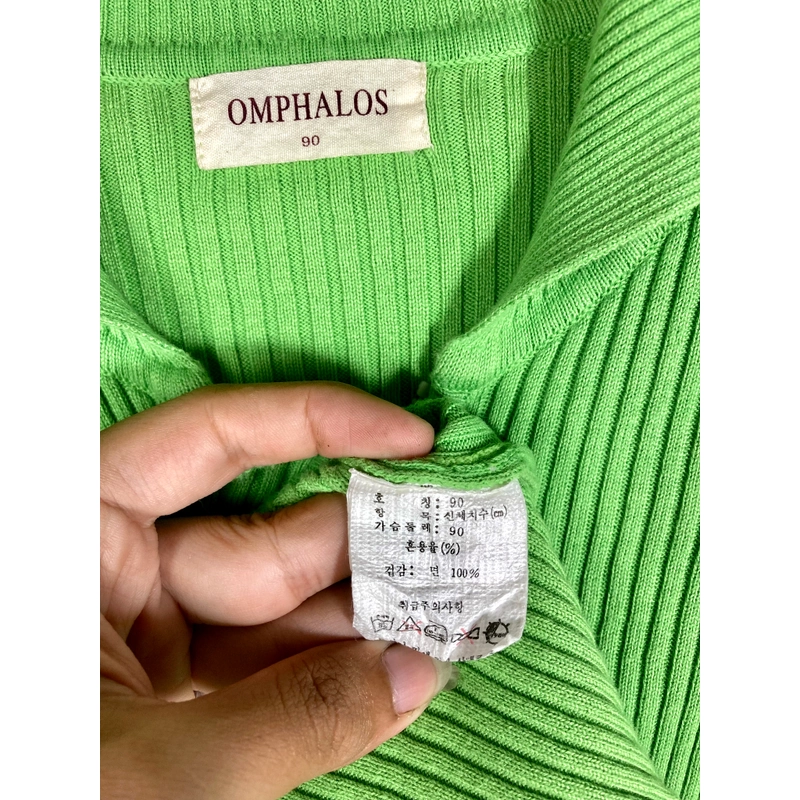 OMPHALOS
90
호 칭: 90
항 목: 신체치수(cm)
가슴둘레: 90
혼용율(%)
겉감: 면 100%
취급주의사항